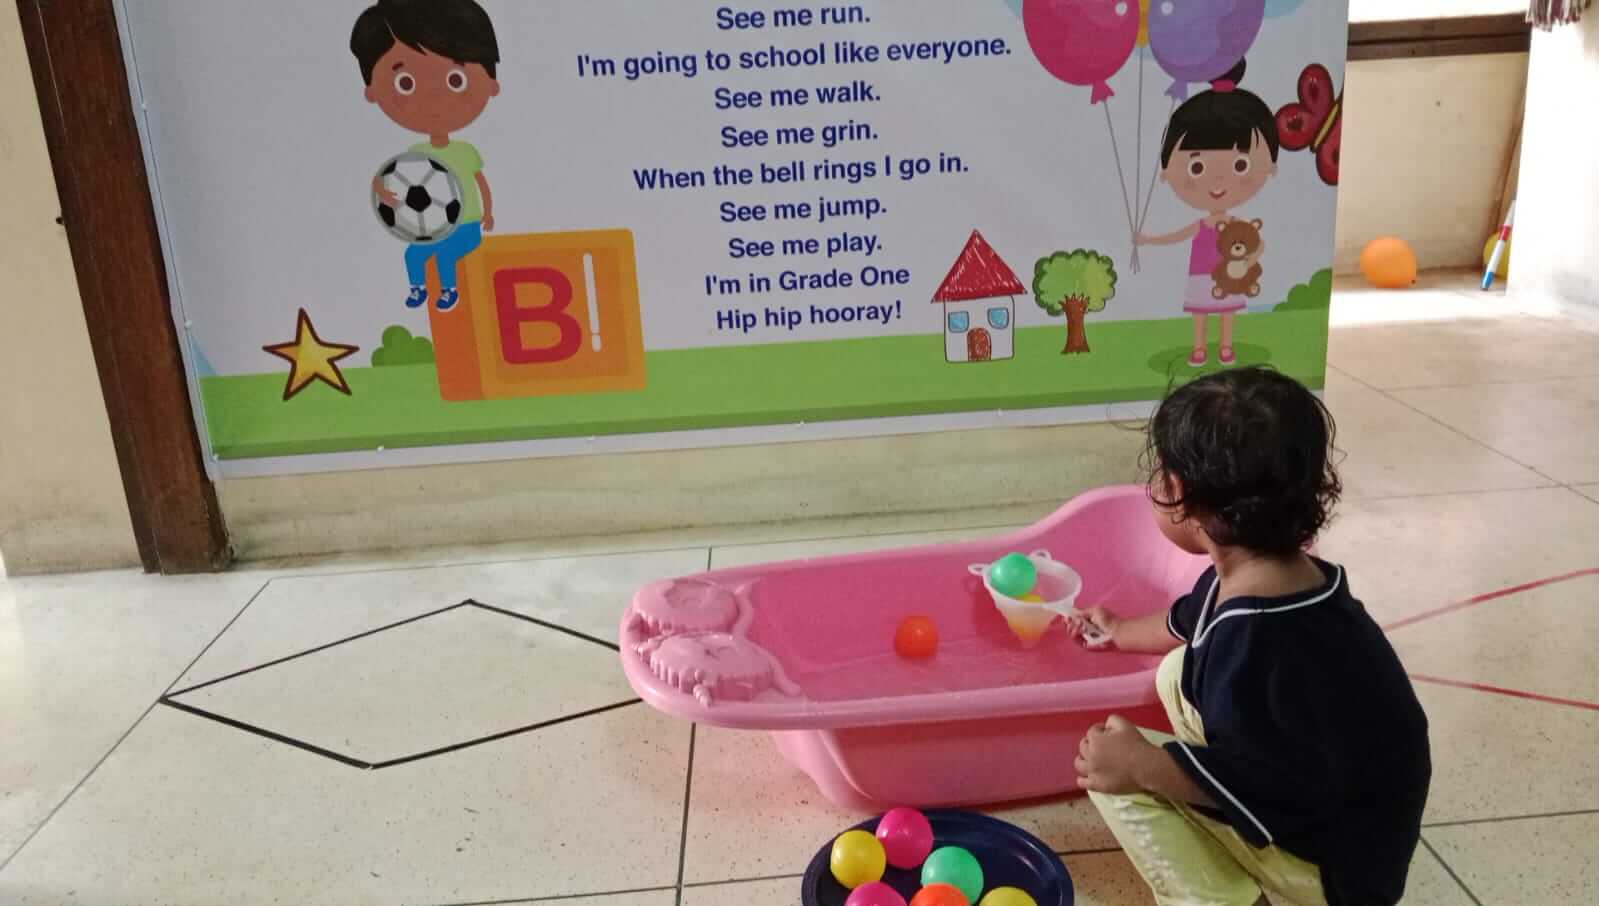 See me run.
I'm going to school like everyone.
See me walk.
See me grin.
When the bell rings I go in.
See me jump.
See me play.
I'm in Grade One
Hip hip hooray!
B!